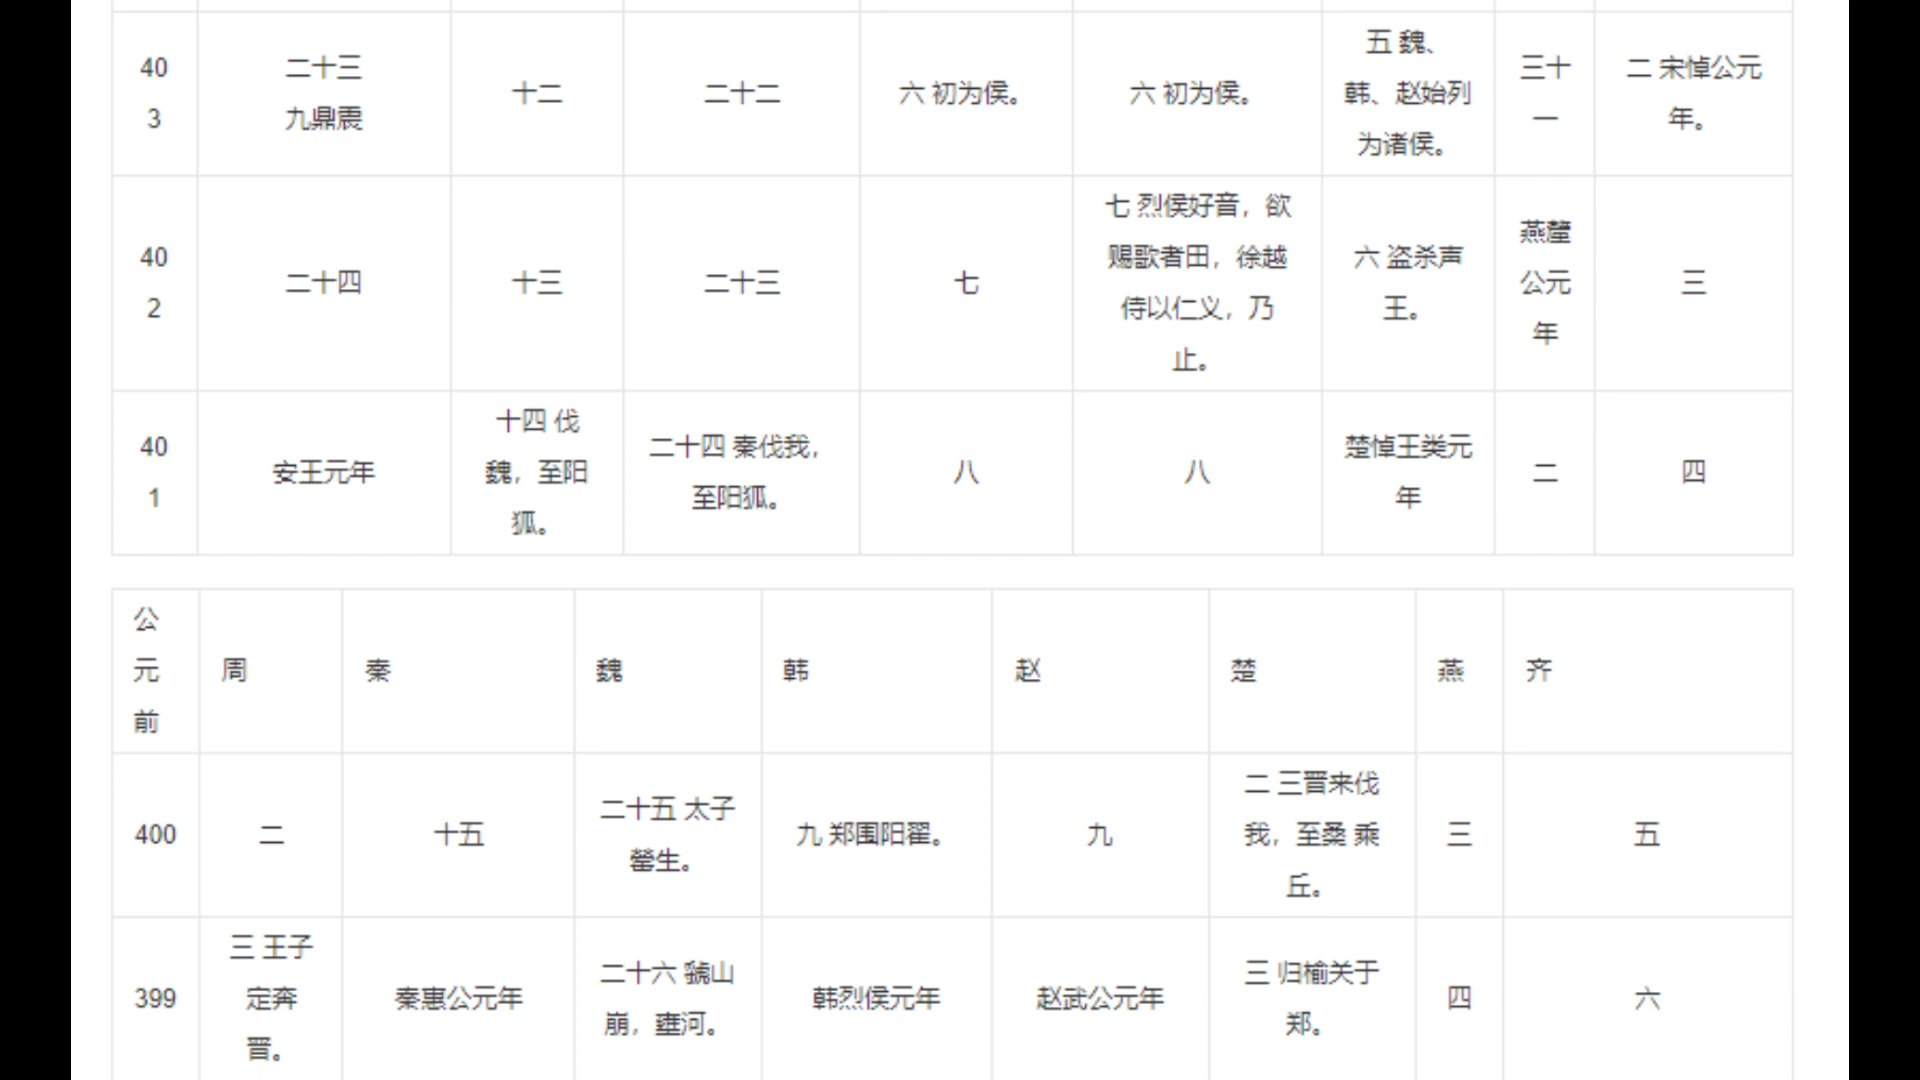 40
3
二十三
九鼎震
十二
二十二
六 初为侯。
六 初为侯。
五 魏、
韩、赵始列
为诸侯。
三十
一
二 宋悼公元
年。
40
2
二十四
十三
二十三
七
七 烈侯好音，欲
赐歌者田，徐越
侍以仁义，乃
止。
六 盗杀声
王。
燕釐
公元
年
三
40
1
安王元年
十四 伐
魏，至阳
狐。
二十四 秦伐我，
至阳狐。
八
八
楚悼王类元
年
二
四
公
元
前
周
秦
魏
韩
赵
楚
燕
齐
400
二
十五
二十五 太子
罃生。
九 郑围阳翟。
九
二 三晋来伐
我，至桑 乘
丘。
三
五
399
三 王子
定奔
晋。
秦惠公元年
二十六 虢山
崩，壅河。
韩烈侯元年
赵武公元年
三 归榆关于
郑。
四
六